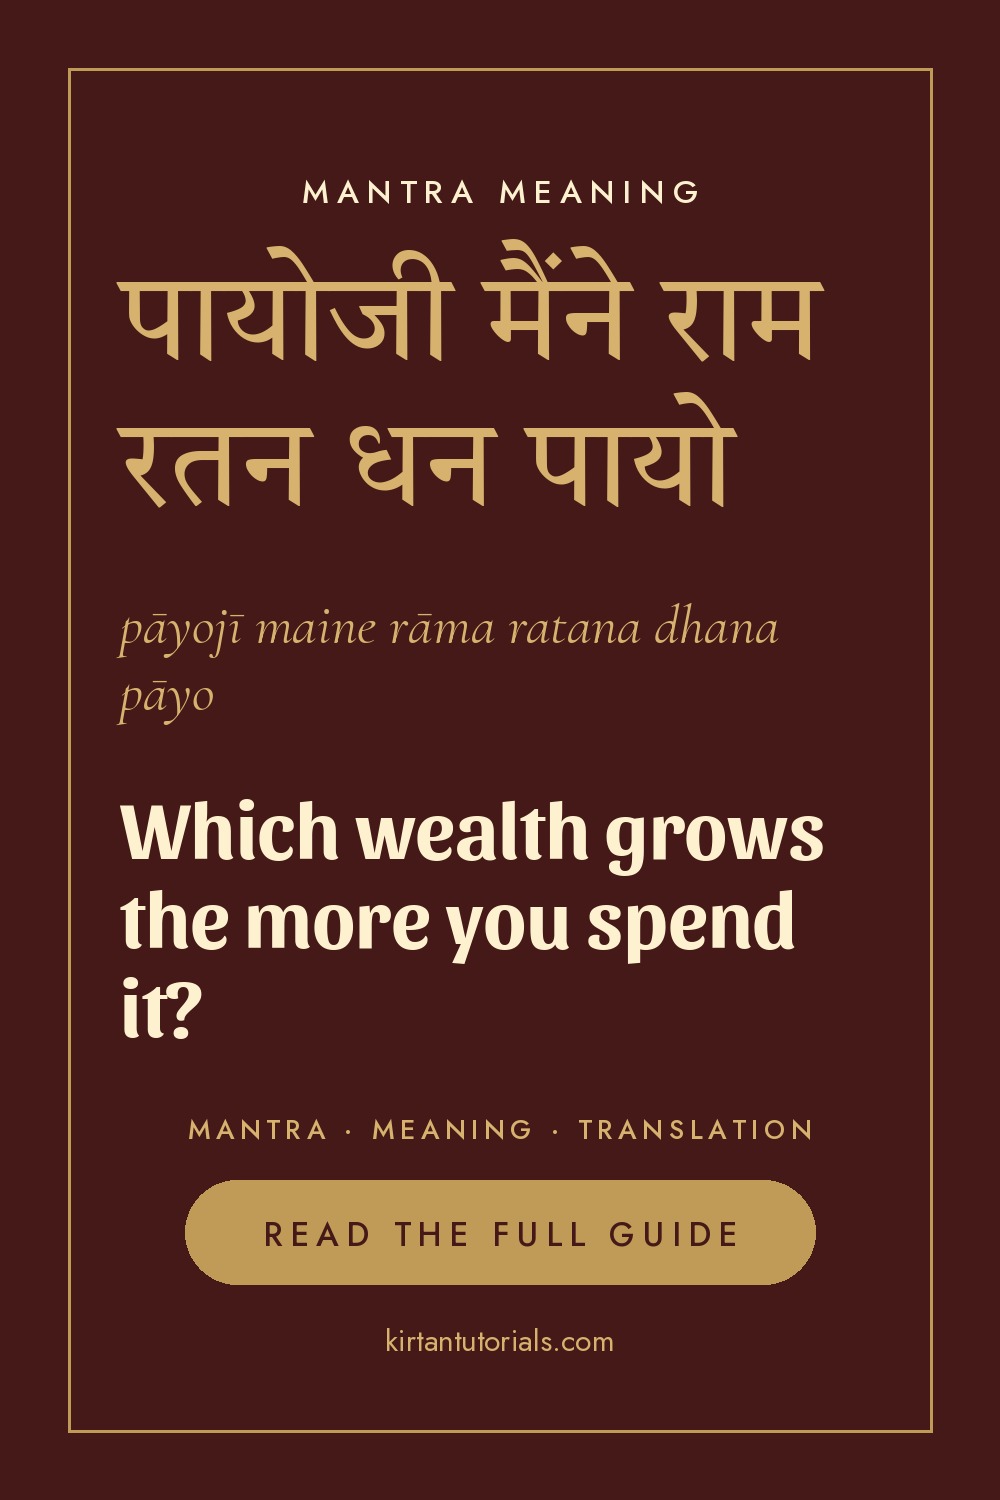 MANTRA MEANING
पायोजी मैंने राम
रतन धन पायो
pāyojī maine rāma ratana dhana
pāyo
Which wealth grows
the more you spend
it?
MANTRA · MEANING · TRANSLATION
READ THE FULL GUIDE
kirtantutorials.com